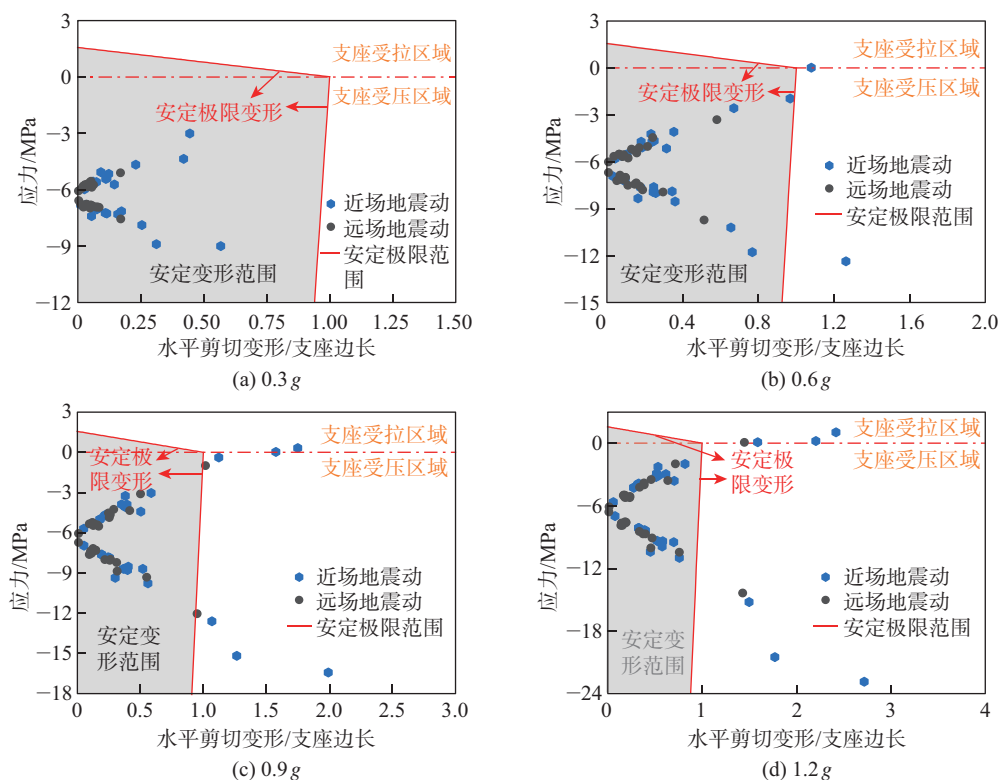 3
0
−3
−6
−9
−12
应力/MPa
支座受拉区域
支座受压区域
安定极限变形
近场地震动
远场地震动
安定极限范
围
安定变形范围
0
0.25
0.50
0.75
1.00
1.25
1.50
水平剪切变形/支座边长
(a) 0.3 g
3
0
−3
−6
−9
−12
−15
应力/MPa
支座受拉区域
支座受压区域
安定极限变形
近场地震动
远场地震动
安定极限范围
安定变形范围
0
0.4
0.8
1.2
1.6
2.0
水平剪切变形/支座边长
(b) 0.6 g
3
0
−3
−6
−9
−12
−15
−18
应力/MPa
支座受拉区域
支座受压区域
安定极
限变形
近场地震动
远场地震动
安定极限范围
安定变
形范围
0
0.5
1.0
1.5
2.0
2.5
3.0
水平剪切变形/支座边长
(c) 0.9 g
3
0
−6
−12
−18
−24
应力/MPa
支座受拉区域
支座受压区域
安定极
限变形
近场地震动
远场地震动
安定极限范围
安定变
形范围
0
1
2
3
4
水平剪切变形/支座边长
(d) 1.2 g